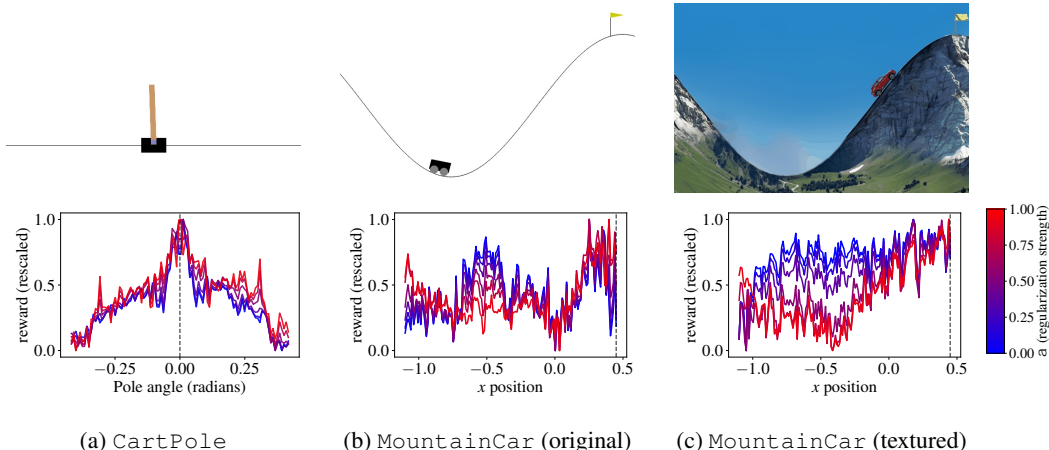 1.0
0.5
0.0
reward (rescaled)
−0.25
0.00
0.25
Pole angle (radians)
1.0
0.5
0.0
reward (rescaled)
−1.0
−0.5
0.0
0.5
x position
1.0
0.5
0.0
reward (rescaled)
−1.0
−0.5
0.0
0.5
x position
1.00
0.75
0.50
0.25
0.00
a (regularization strength)
(a) CartPole
(b) MountainCar (original)
(c) MountainCar (textured)